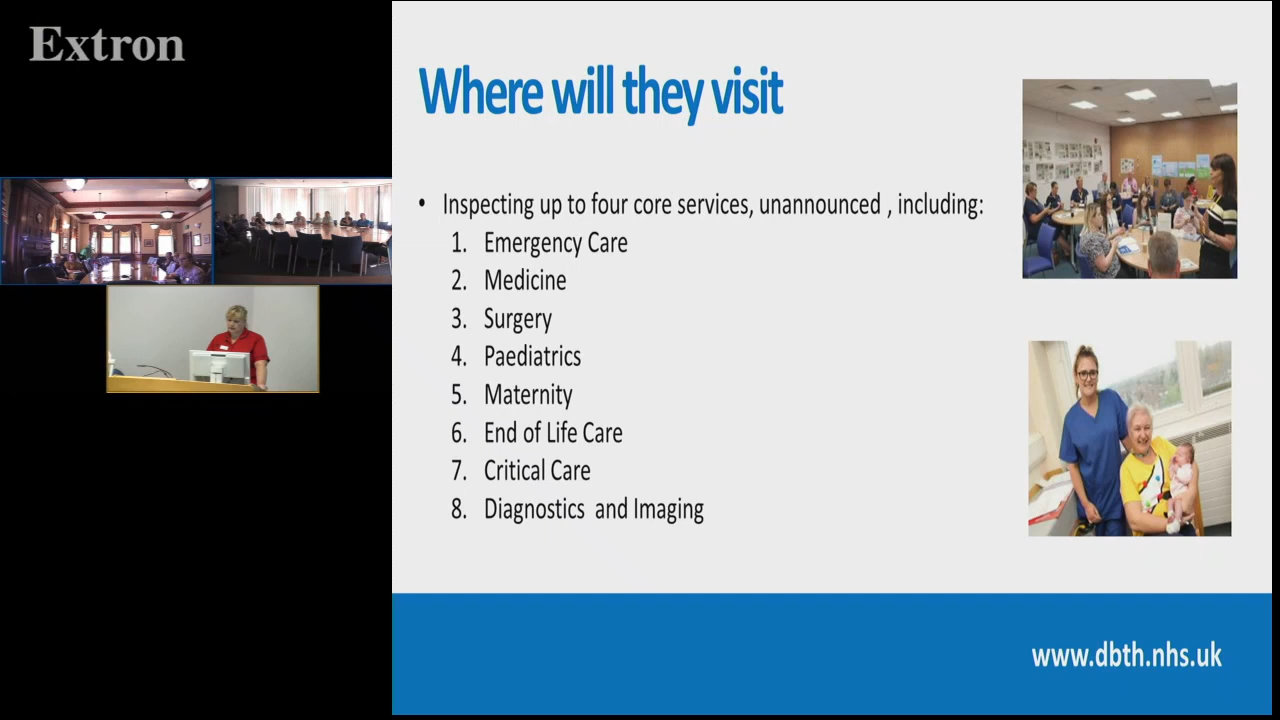 Extron
Where will they visit
• Inspecting up to four core services, unannounced , including:
1. Emergency Care
2. Medicine
3. Surgery
4. Paediatrics
5. Maternity
6. End of Life Care
7. Critical Care
8. Diagnostics and Imaging
www.dbth.nhs.uk